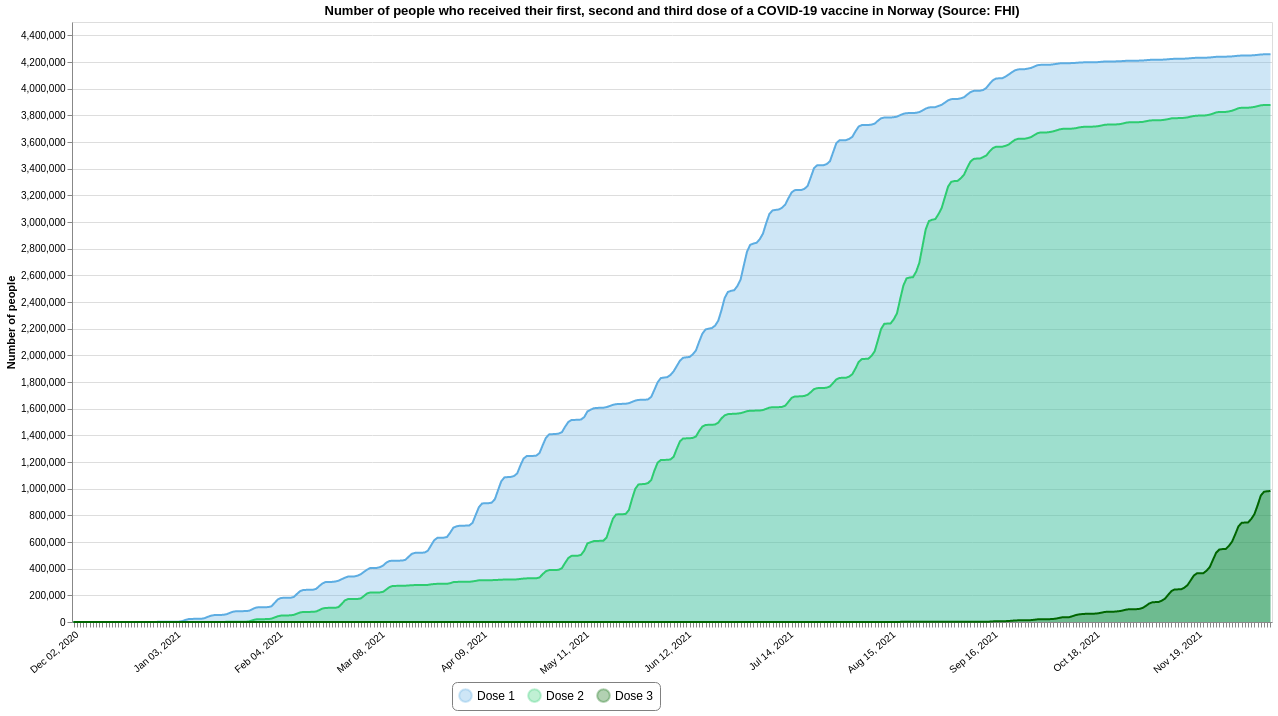 Number of people who received their first, second and third dose of a COVID-19 vaccine in Norway (Source: FHI)
Number of people
4,400,000
4,200,000
4,000,000
3,800,000
3,600,000
3,400,000
3,200,000
3,000,000
2,800,000
2,600,000
2,400,000
2,200,000
2,000,000
1,800,000
1,600,000
1,400,000
1,200,000
1,000,000
800,000
600,000
400,000
200,000
0
Dec 02, 2020
Jan 03, 2021
Feb 04, 2021
Mar 08, 2021
Apr 09, 2021
May 11, 2021
Jun 12, 2021
Jul 14, 2021
Aug 15, 2021
Sep 16, 2021
Oct 18, 2021
Nov 19, 2021
Dose 1 Dose 2 Dose 3